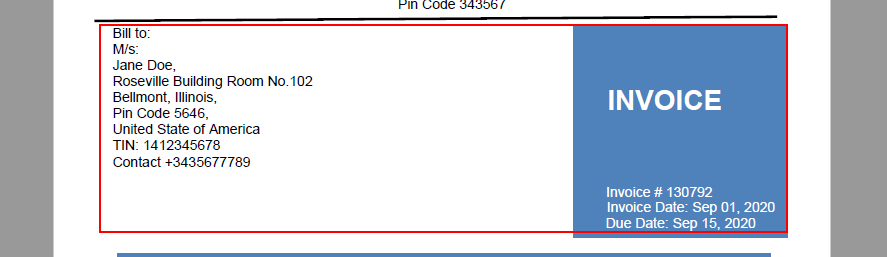 Pin Code 343567
Bill to:
M/s:
Jane Doe,
Roseville Building Room No.102
Bellmont, Illinois,
Pin Code 5646,
United State of America
TIN: 1412345678
Contact +3435677789
INVOICE
Invoice # 130792
Invoice Date: Sep 01, 2020
Due Date: Sep 15, 2020